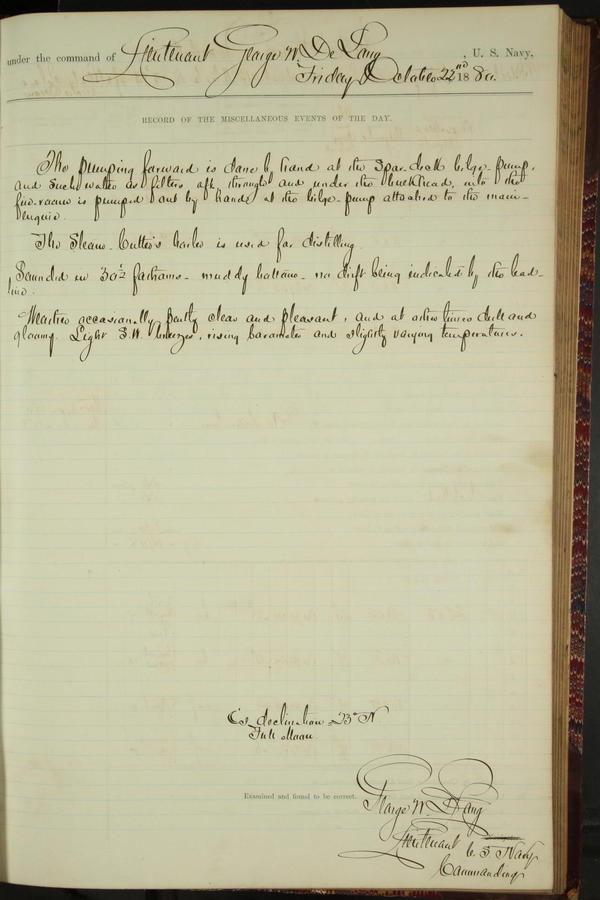 under the command of Lieutenant George W. De Long, U. S. Navy,
Friday October 22nd 1880.
RECORD OF THE MISCELLANEOUS EVENTS OF THE DAY.
The pumping forward is done by hand at the Spar deck bilge pump,
and such water as filters aft through and under the bulkhead, into the
fire-room is pumped out by hand at the bilge-pump attached to the main-
engine.
The Steam-Cutter's boiler is used for distilling.
Sounded in 30½ fathoms - muddy bottom - no drift being indicated by the lead-
line.
Weather occasionally partly clear and pleasant, and at other times dull and
gloomy. Light S.W. breezes, rising barometer and slightly varying temperatures.
declination 23° N
Full Moon.
Examined and found to be correct.
George W. De Long
Lieutenant U. S. Navy
Commanding